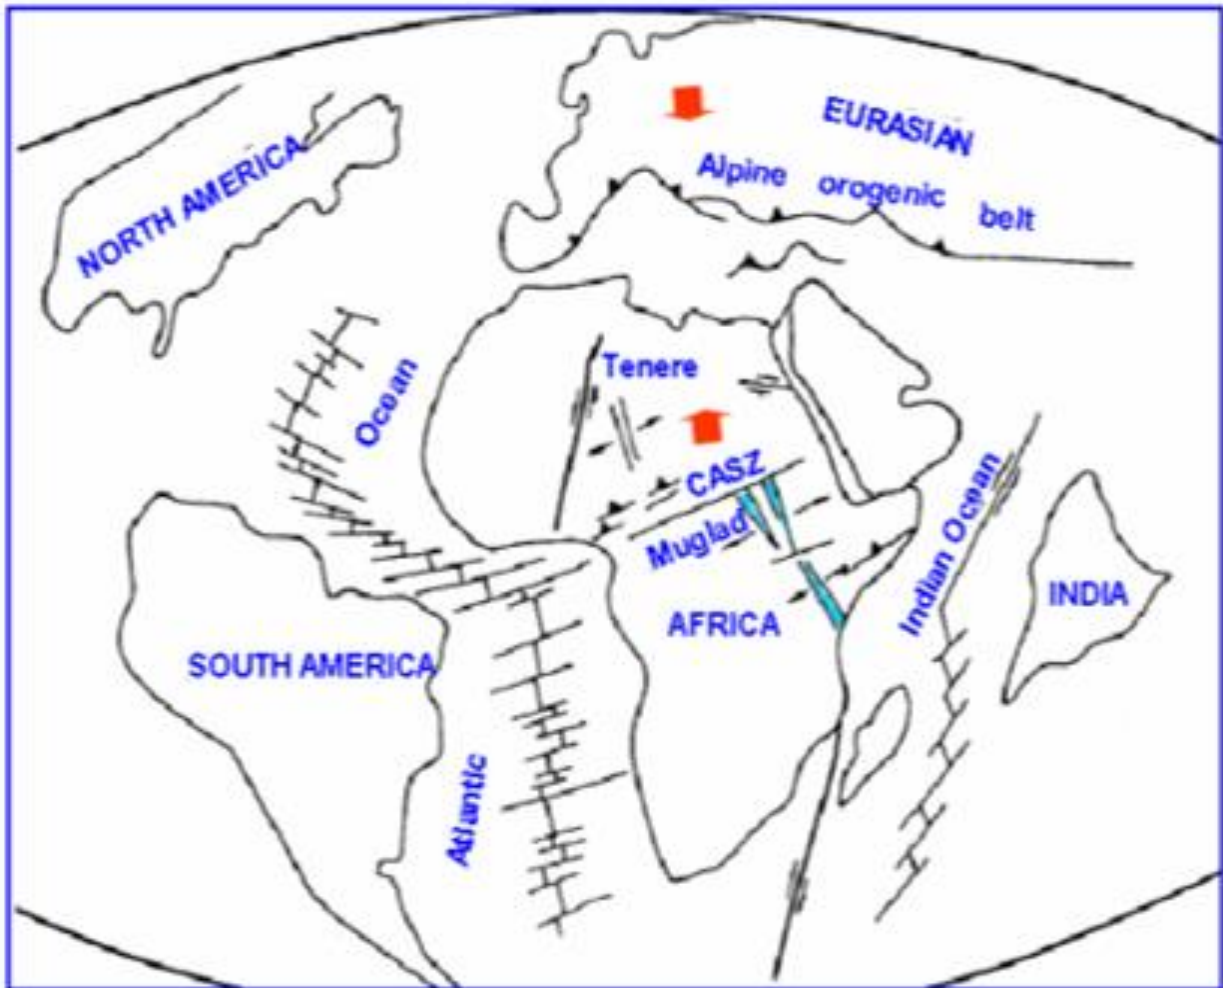 EURASIAN
Alpine orogenic belt
NORTH AMERICA
Ocean
Tenere
CASZ
Muglad
Indian Ocean
INDIA
AFRICA
SOUTH AMERICA
Atlantic